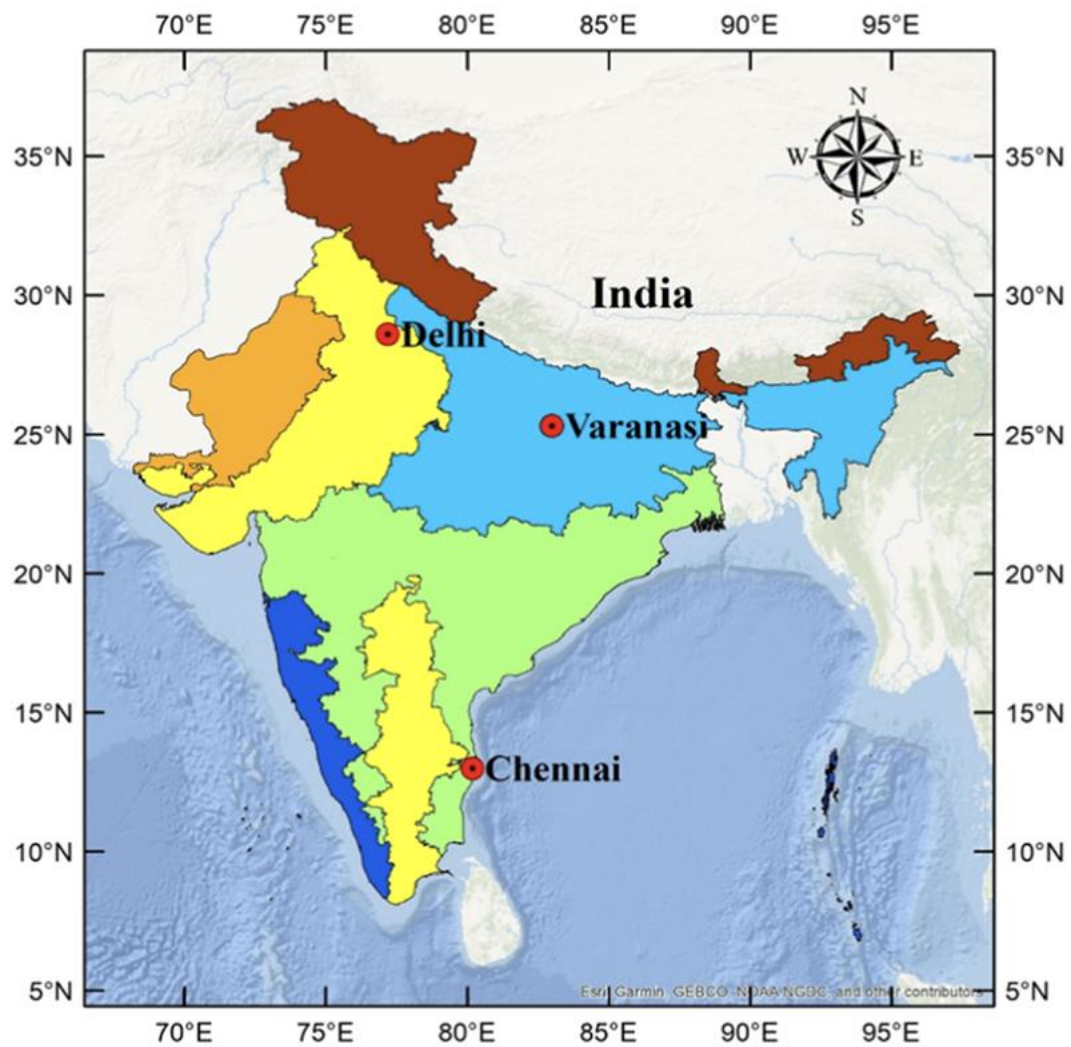 70°E 75°E 80°E 85°E 90°E 95°E
N
35°N W E 35°N
S
30°N India 30°N
Delhi
25°N Varanasi 25°N
20°N 20°N
15°N 15°N
Chennai
10°N 10°N
5°N Esri, Garmin, GEBCO, NOAA NGDC, and other contributors 5°N
70°E 75°E 80°E 85°E 90°E 95°E